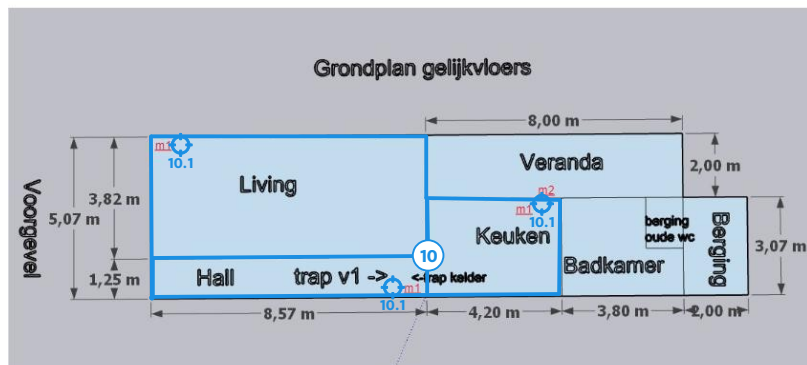 Grondplan gelijkvloers
8,00 m
m1
10.1
Veranda
2,00 m
Living
3,82 m
m2
m1
10.1
5,07 m
Voorgevel
Keuken
berging
oude wc
Berging
3,07 m
10
Badkamer
1,25 m
Hall
trap v1 ->
<-trap kelder
m1
10.1
8,57 m
4,20 m
3,80 m
2,00 m